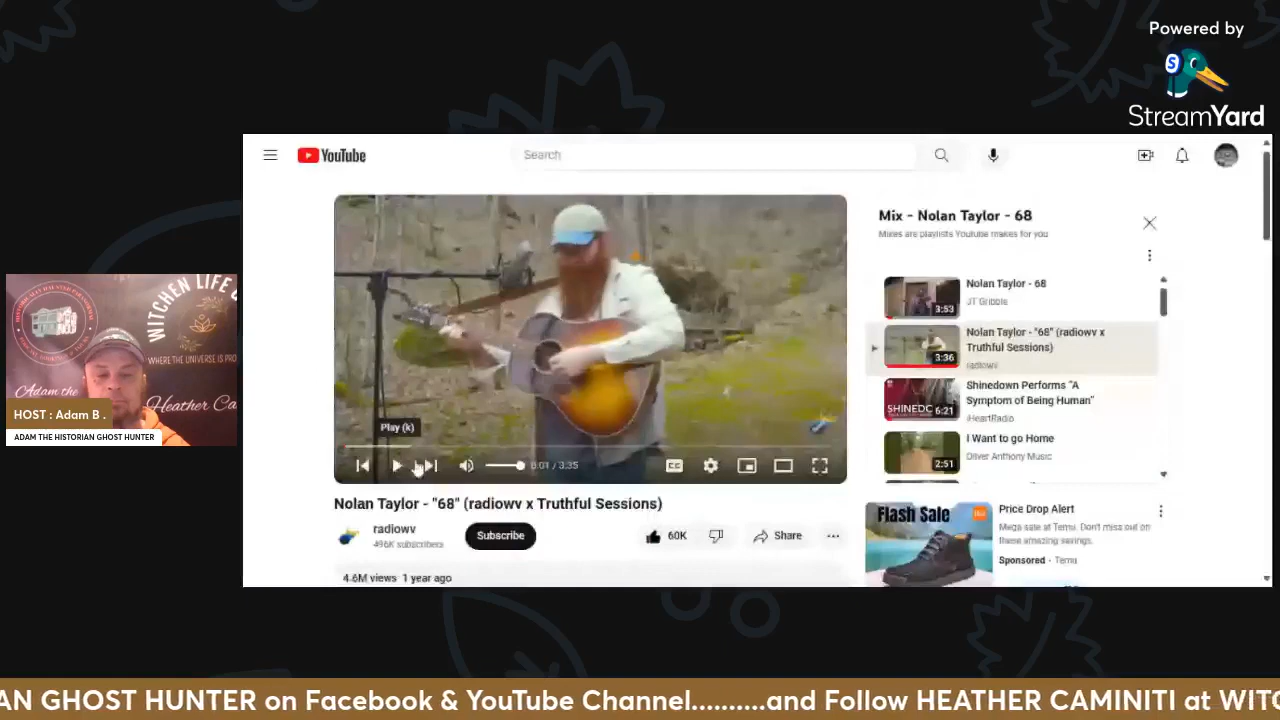 Powered by
StreamYard
YouTube
Search
Play (k)
0:01 / 3:35
CC
Nolan Taylor - "68" (radiowv x Truthful Sessions)
radiowv
496K subscribers
Subscribe
60K
Share
4.6M views 1 year ago
Mix - Nolan Taylor - 68
Mixes are playlists YouTube makes for you
3:53
Nolan Taylor - 68
JT Gribble
3:36
Nolan Taylor - "68" (radiowv x
Truthful Sessions)
radiowv
SHINEDC
6:21
Shinedown Performs "A
Symptom of Being Human"
iHeartRadio
2:51
I Want to go Home
Oliver Anthony Music
Flash Sale
Price Drop Alert
Mega sale at Temu. Don't miss out on
these amazing savings.
Sponsored · Temu
WITCHEN LIFE
WHERE THE UNIVERSE IS PRO
Adam the
Heather Ca
HOST : Adam B .
ADAM THE HISTORIAN GHOST HUNTER
AN GHOST HUNTER on Facebook & YouTube Channel..........and Follow HEATHER CAMINITI at WITC